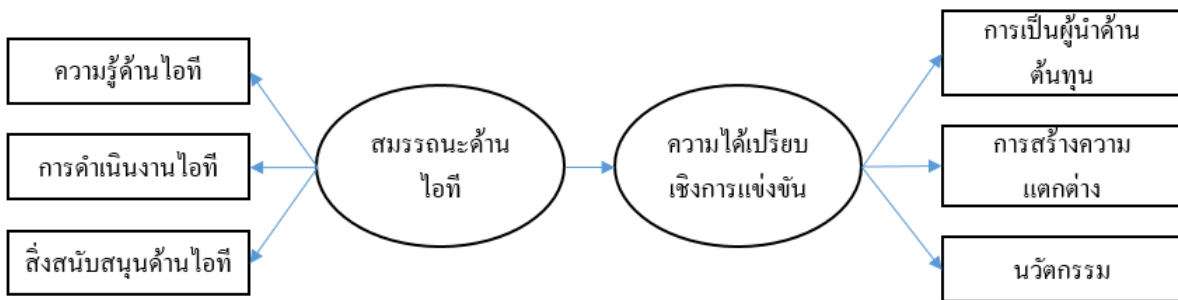 ความรู้ด้านไอที
การดำเนินงานไอที
สิ่งสนับสนุนด้านไอที
สมรรถนะด้าน
ไอที
ความได้เปรียบ
เชิงการแข่งขัน
การเป็นผู้นำด้าน
ต้นทุน
การสร้างความ
แตกต่าง
นวัตกรรม